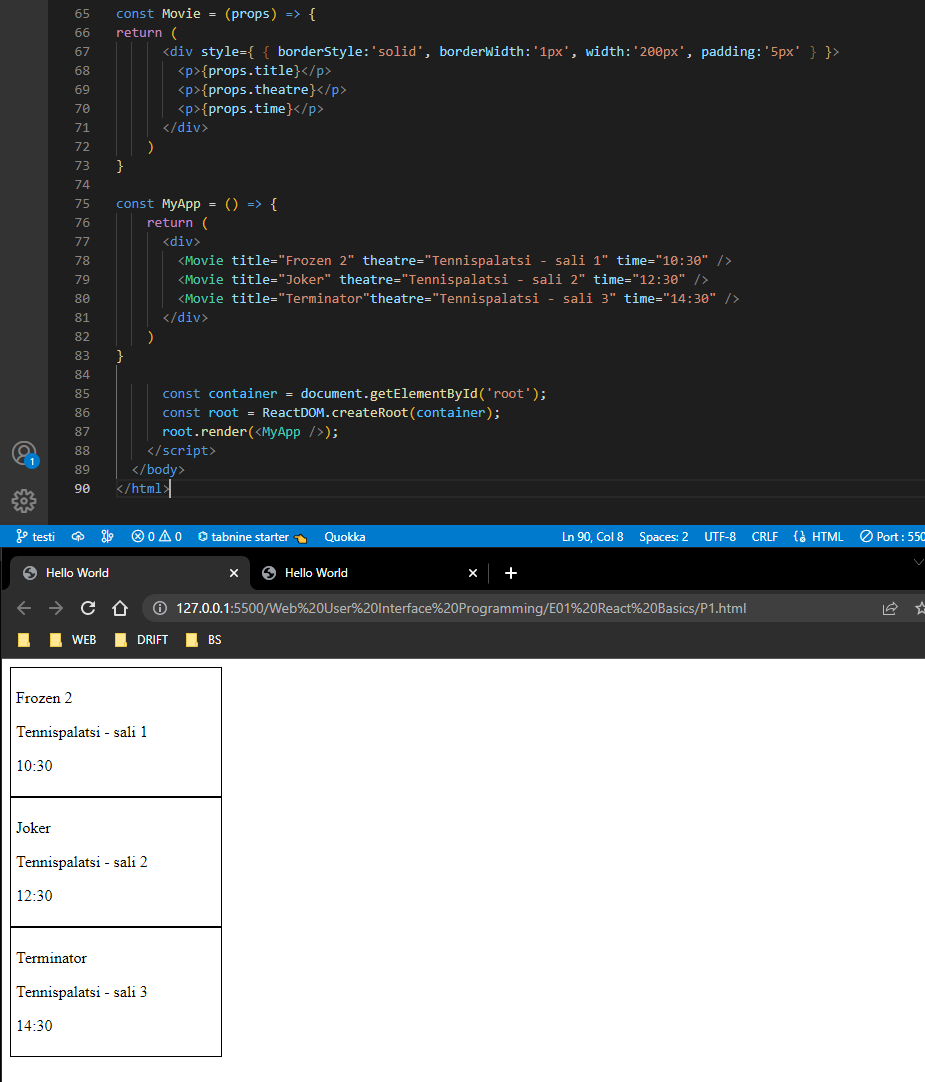 65 const Movie = (props) => {
66 return (
67 <div style={ { borderStyle:'solid', borderWidth:'1px', width:'200px', padding:'5px' } }>
68 <p>{props.title}</p>
69 <p>{props.theatre}</p>
70 <p>{props.time}</p>
71 </div>
72 )
73 }
74
75 const MyApp = () => {
76 return (
77 <div>
78 <Movie title="Frozen 2" theatre="Tennispalatsi - sali 1" time="10:30" />
79 <Movie title="Joker" theatre="Tennispalatsi - sali 2" time="12:30" />
80 <Movie title="Terminator"theatre="Tennispalatsi - sali 3" time="14:30" />
81 </div>
82 )
83 }
84
85 const container = document.getElementById('root');
86 const root = ReactDOM.createRoot(container);
87 root.render(<MyApp />);
88 </script>
89 </body>
90 </html>
1
testi 0 0 tabnine starter Quokka Ln 90, Col 8 Spaces: 2 UTF-8 CRLF HTML Port : 550
Hello World Hello World
127.0.0.1:5500/Web%20User%20Interface%20Programming/E01%20React%20Basics/P1.html
WEB DRIFT BS
Frozen 2
Tennispalatsi - sali 1
10:30
Joker
Tennispalatsi - sali 2
12:30
Terminator
Tennispalatsi - sali 3
14:30